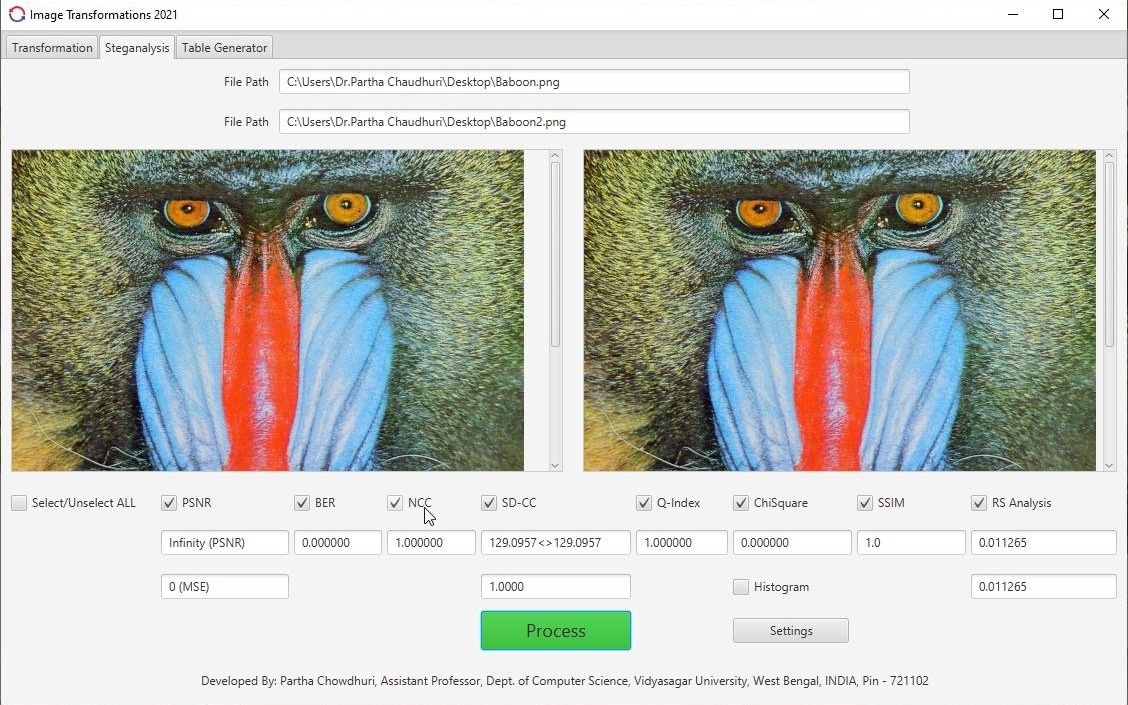 Image Transformations 2021
Transformation Steganalysis Table Generator
File Path C:\Users\Dr.Partha Chaudhuri\Desktop\Baboon.png
File Path C:\Users\Dr.Partha Chaudhuri\Desktop\Baboon2.png
Select/Unselect ALL PSNR BER NCC SD-CC Q-Index ChiSquare SSIM RS Analysis
Infinity (PSNR) 0.000000 1.000000 129.0957<>129.0957 1.000000 0.000000 1.0 0.011265
0 (MSE) 1.0000 Histogram 0.011265
Process Settings
Developed By: Partha Chowdhuri, Assistant Professor, Dept. of Computer Science, Vidyasagar University, West Bengal, INDIA, Pin - 721102